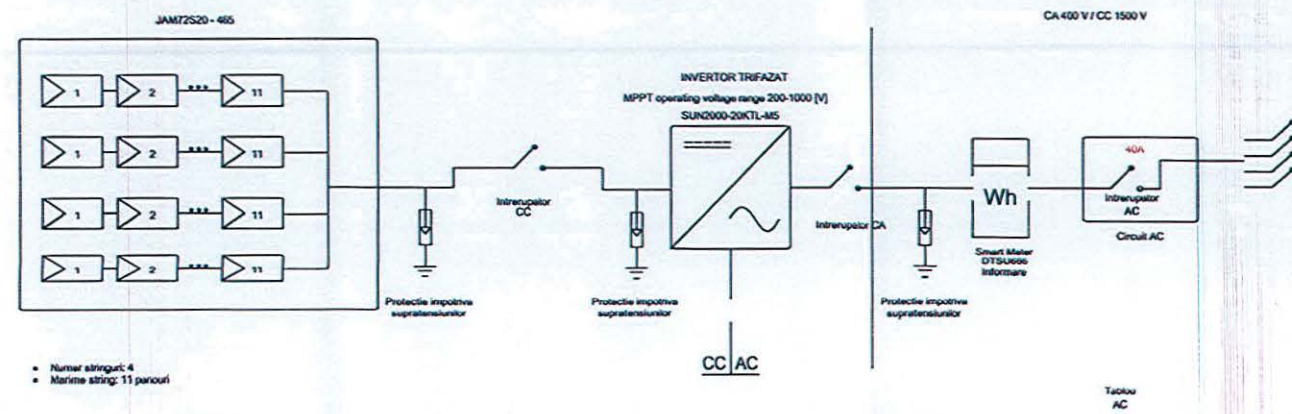 JAM72S20 - 465
CA 400 V / CC 1500 V
INVERTOR TRIFAZAT
MPPT operating voltage range 200-1000 [V]
SUN2000-20KTL-M5
1 2 ••• 11
1 2 ••• 11
1 2 ••• 11
1 2 ••• 11
Intrerupator
CC
Intrerupator CA
Wh
40A
Intrerupator
AC
Circuit AC
Smart Meter
DTSU666
Informare
Protectie impotriva
supratensiunilor
Protectie impotriva
supratensiunilor
Protectie impotriva
supratensiunilor
CC AC
• Numar stringuri: 4
• Marime string: 11 panouri
Tablou
AC